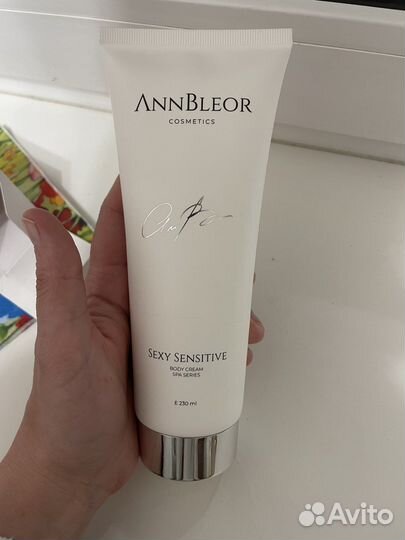 ANNBLEOR
COSMETICS
SEXY SENSITIVE
BODY CREAM
SPA SERIES
E 230 ml
Avito